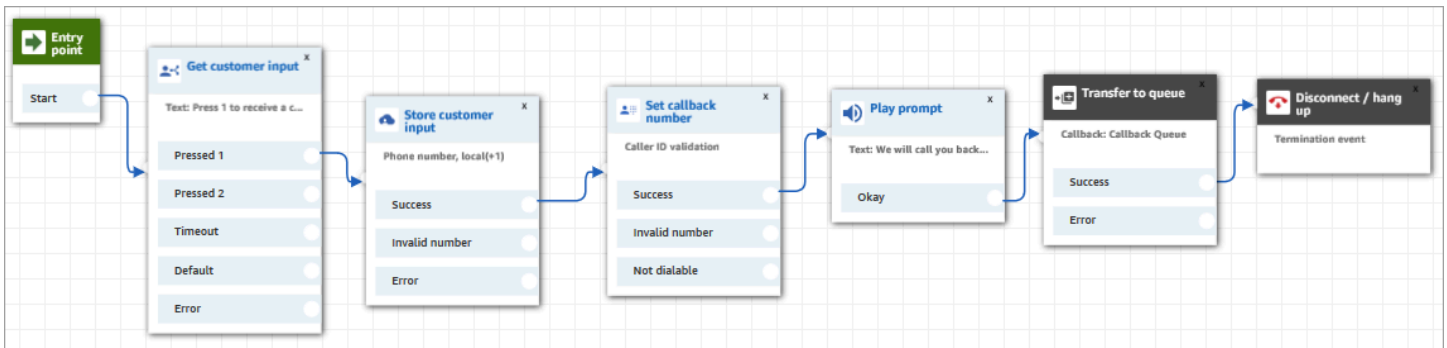 Entry
point
Start
x
Get customer input
Text: Press 1 to receive a c...
Pressed 1
Pressed 2
Timeout
Default
Error
x
Store customer
input
Phone number, local(+1)
Success
Invalid number
Error
x
Set callback
number
Caller ID validation
Success
Invalid number
Not dialable
x
Play prompt
Text: We will call you back...
Okay
x
Transfer to queue
Callback: Callback Queue
Success
Error
x
Disconnect / hang
up
Termination event